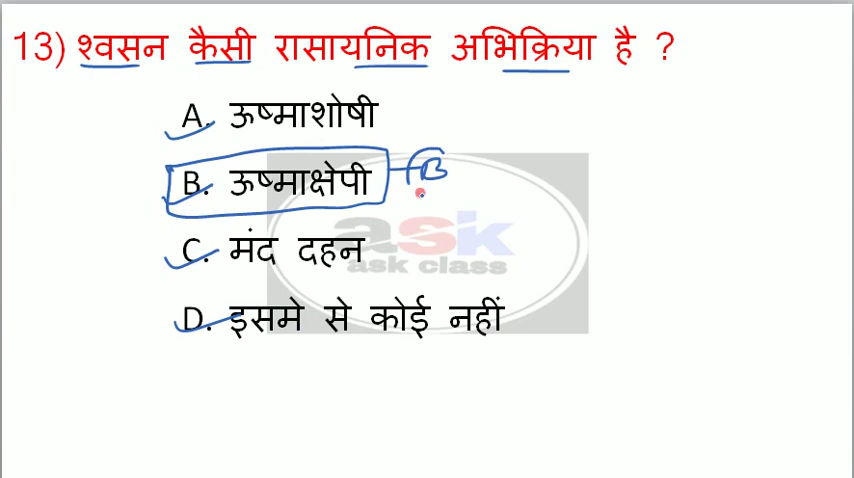 13) श्वसन कैसी रासायनिक अभिक्रिया है ?
A. ऊष्माशोषी
B. ऊष्माक्षेपी B
C. मंद दहन
ask
ask class
D. इसमे से कोई नहीं